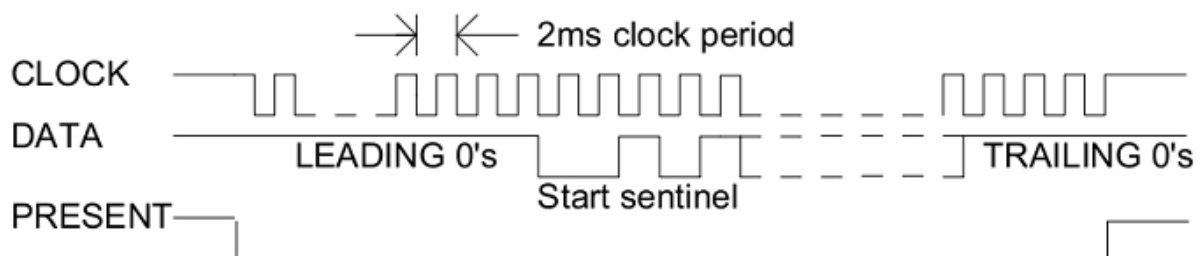 2ms clock period
CLOCK
DATA
LEADING 0's
TRAILING 0's
Start sentinel
PRESENT